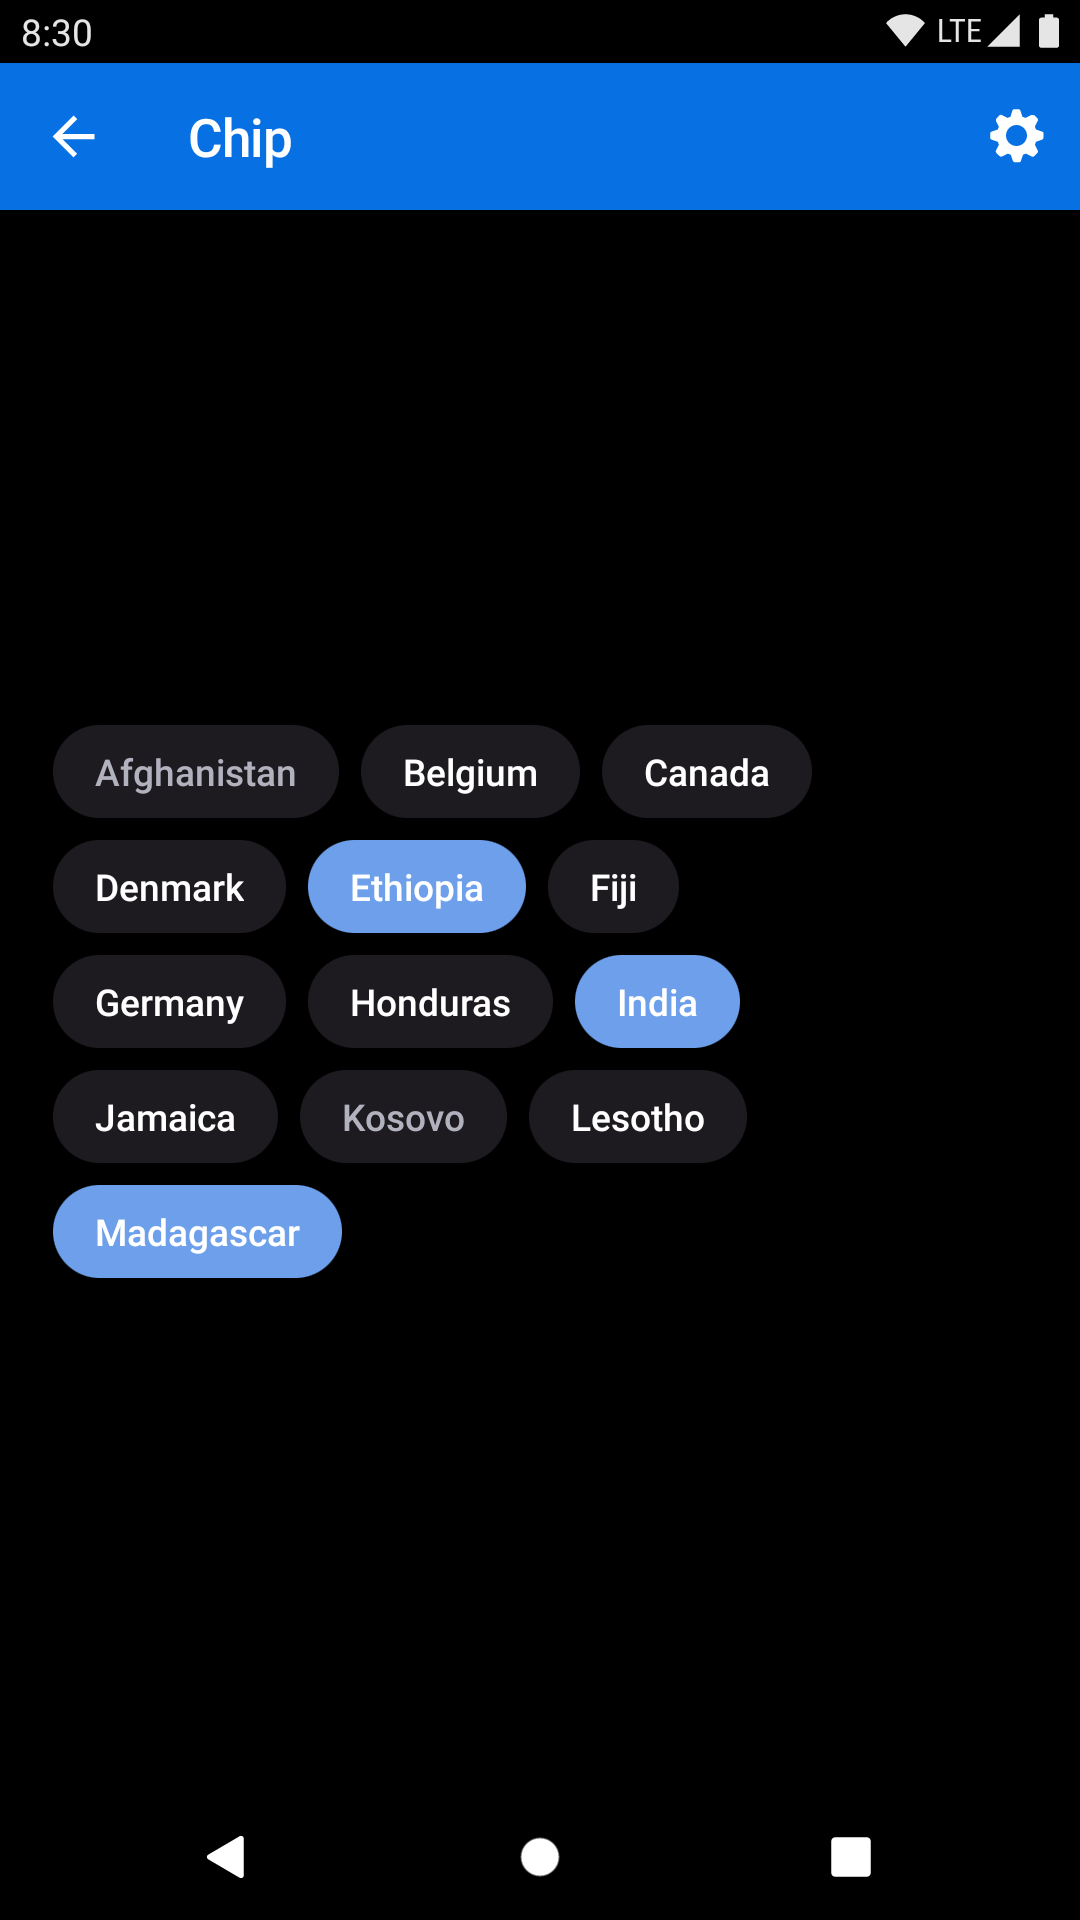 8:30 LTE
Chip
Afghanistan Belgium Canada
Denmark Ethiopia Fiji
Germany Honduras India
Jamaica Kosovo Lesotho
Madagascar